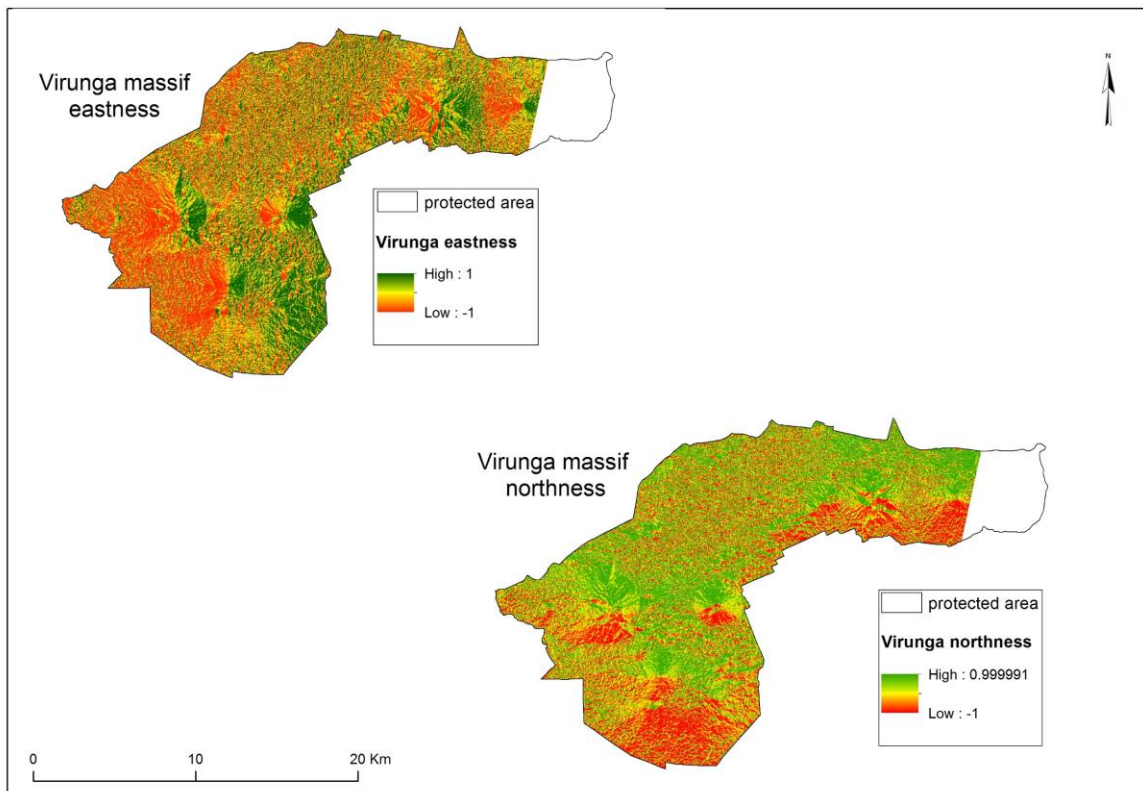 Virunga massif
eastness
N
protected area
Virunga eastness
High : 1
Low : -1
Virunga massif
northness
protected area
Virunga northness
High : 0.999991
Low : -1
0 10 20 Km